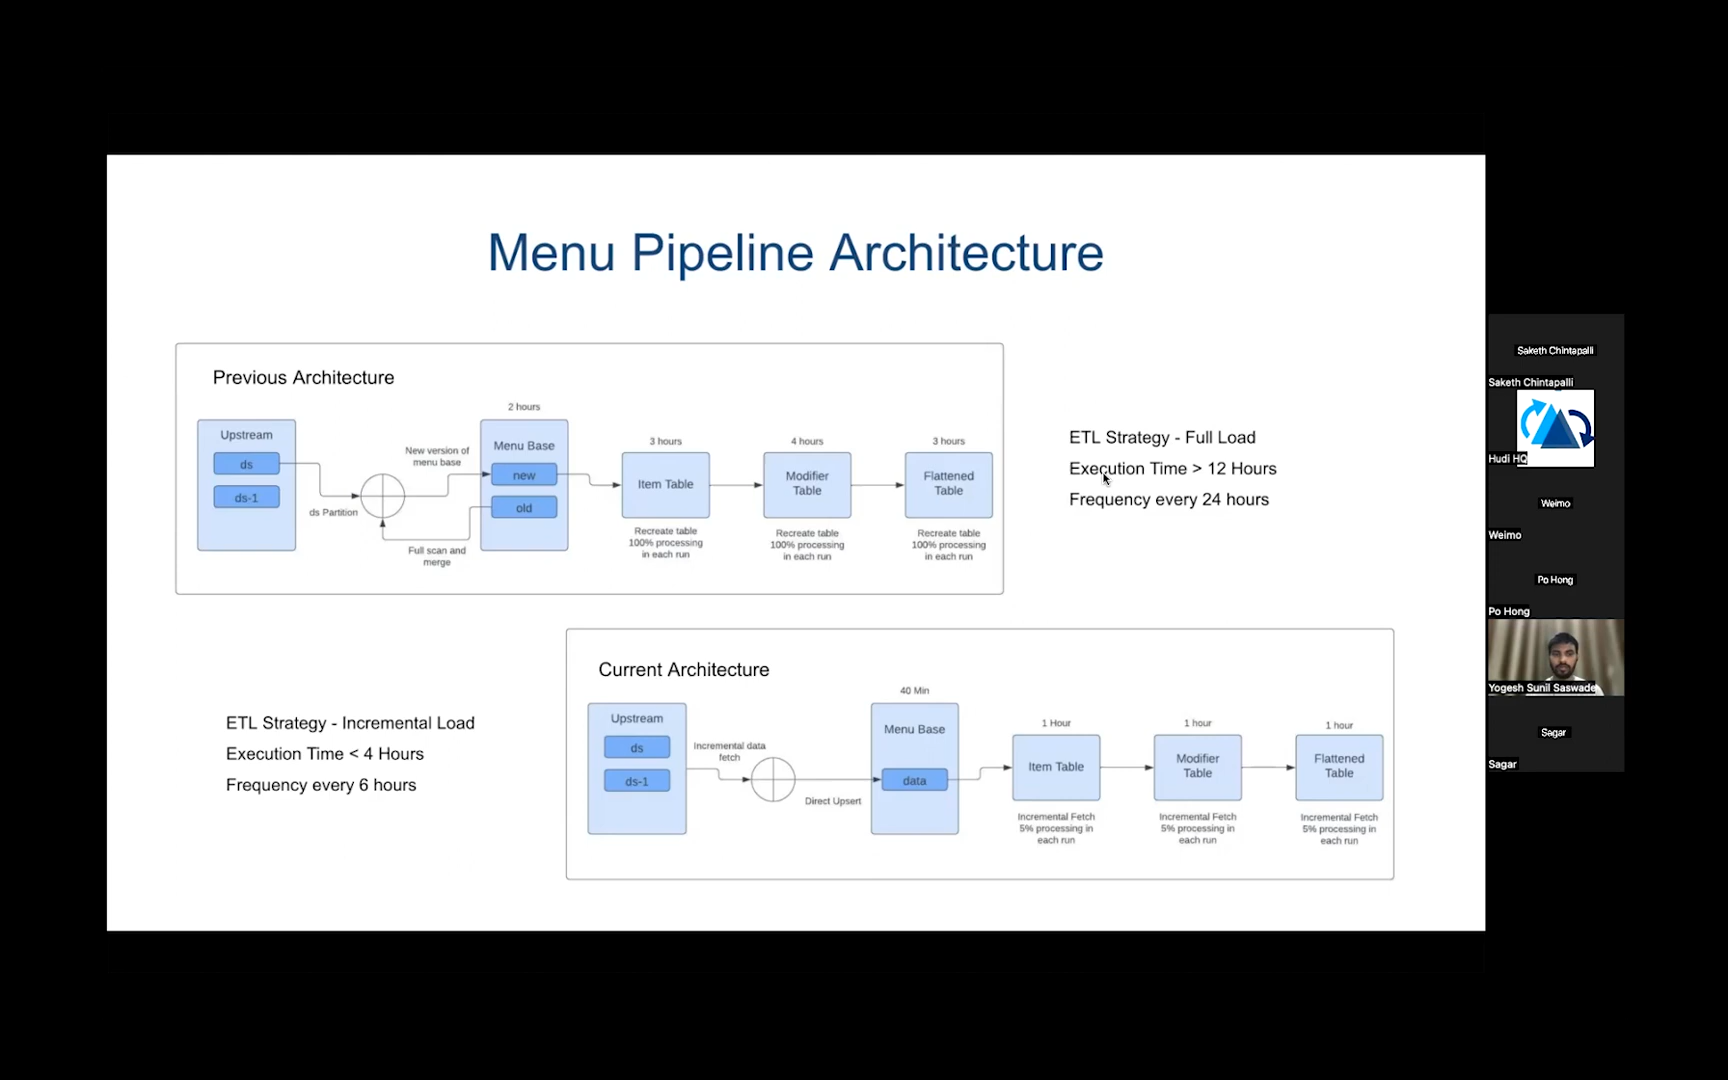 Menu Pipeline Architecture
Previous Architecture
2 hours
Upstream
ds
ds-1
ds Partition
New version of
menu base
Full scan and
merge
Menu Base
new
old
3 hours
Item Table
Recreate table
100% processing
in each run
4 hours
Modifier
Table
Recreate table
100% processing
in each run
3 hours
Flattened
Table
Recreate table
100% processing
in each run
ETL Strategy - Full Load
Execution Time > 12 Hours
Frequency every 24 hours
ETL Strategy - Incremental Load
Execution Time < 4 Hours
Frequency every 6 hours
Current Architecture
Upstream
ds
ds-1
Incremental data
fetch
Direct Upsert
40 Min
Menu Base
data
1 Hour
Item Table
Incremental Fetch
5% processing in
each run
1 hour
Modifier
Table
Incremental Fetch
5% processing in
each run
1 hour
Flattened
Table
Incremental Fetch
5% processing in
each run
Saketh Chintapalli
Saketh Chintapalli
Hudi HQ
Weimo
Weimo
Po Hong
Po Hong
Yogesh Sunil Saswade
Sagar
Sagar